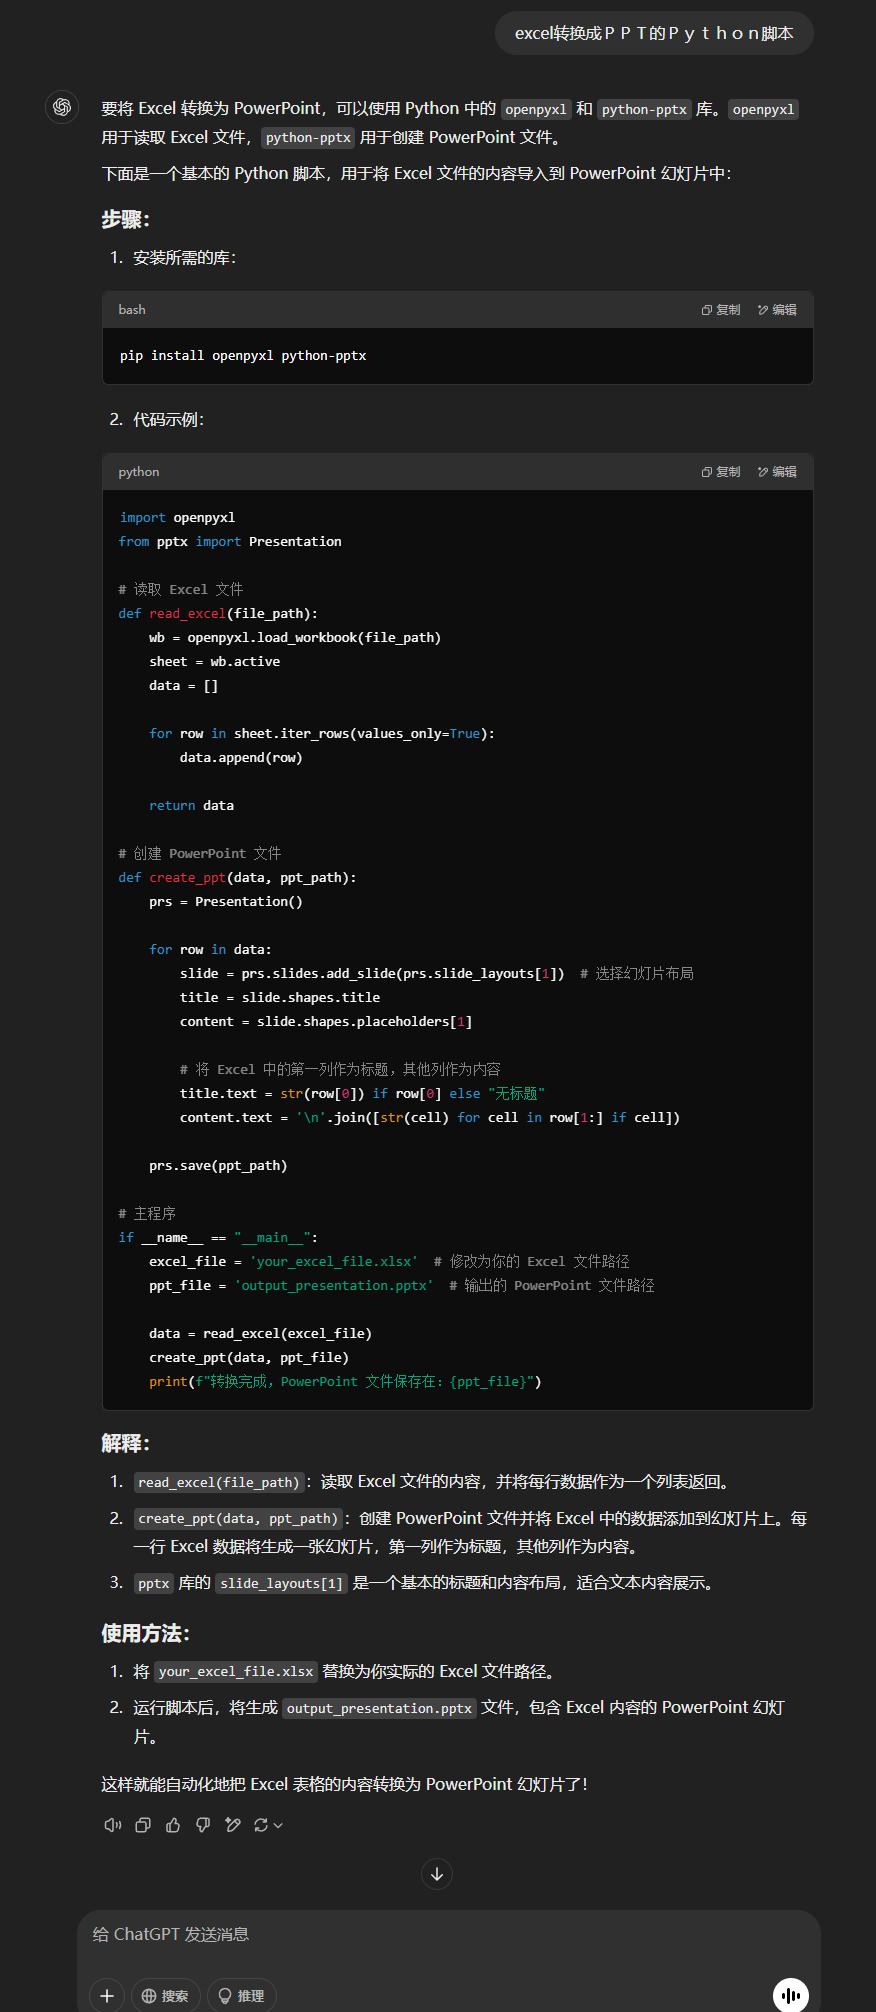 excel转换成ＰＰＴ的Ｐｙｔｈｏｎ脚本
要将 Excel 转换为 PowerPoint，可以使用 Python 中的 openpyxl 和 python-pptx 库。openpyxl
用于读取 Excel 文件，python-pptx 用于创建 PowerPoint 文件。
下面是一个基本的 Python 脚本，用于将 Excel 文件的内容导入到 PowerPoint 幻灯片中：
步骤：
1. 安装所需的库：
bash 复制 编辑
pip install openpyxl python-pptx
2. 代码示例：
python 复制 编辑
import openpyxl
from pptx import Presentation
# 读取 Excel 文件
def read_excel(file_path):
    wb = openpyxl.load_workbook(file_path)
    sheet = wb.active
    data = []
    for row in sheet.iter_rows(values_only=True):
        data.append(row)
    return data
# 创建 PowerPoint 文件
def create_ppt(data, ppt_path):
    prs = Presentation()
    for row in data:
        slide = prs.slides.add_slide(prs.slide_layouts[1])  # 选择幻灯片布局
        title = slide.shapes.title
        content = slide.shapes.placeholders[1]
        # 将 Excel 中的第一列作为标题，其他列作为内容
        title.text = str(row[0]) if row[0] else "无标题"
        content.text = '\n'.join([str(cell) for cell in row[1:] if cell])
    prs.save(ppt_path)
# 主程序
if __name__ == "__main__":
    excel_file = 'your_excel_file.xlsx'  # 修改为你的 Excel 文件路径
    ppt_file = 'output_presentation.pptx'  # 输出的 PowerPoint 文件路径
    data = read_excel(excel_file)
    create_ppt(data, ppt_file)
    print(f"转换完成，PowerPoint 文件保存在：{ppt_file}")
解释：
1. read_excel(file_path)：读取 Excel 文件的内容，并将每行数据作为一个列表返回。
2. create_ppt(data, ppt_path)：创建 PowerPoint 文件并将 Excel 中的数据添加到幻灯片上。每
一行 Excel 数据将生成一张幻灯片，第一列作为标题，其他列作为内容。
3. pptx 库的 slide_layouts[1] 是一个基本的标题和内容布局，适合文本内容展示。
使用方法：
1. 将 your_excel_file.xlsx 替换为你实际的 Excel 文件路径。
2. 运行脚本后，将生成 output_presentation.pptx 文件，包含 Excel 内容的 PowerPoint 幻灯
片。
这样就能自动化地把 Excel 表格的内容转换为 PowerPoint 幻灯片了！
给 ChatGPT 发送消息
搜索 推理